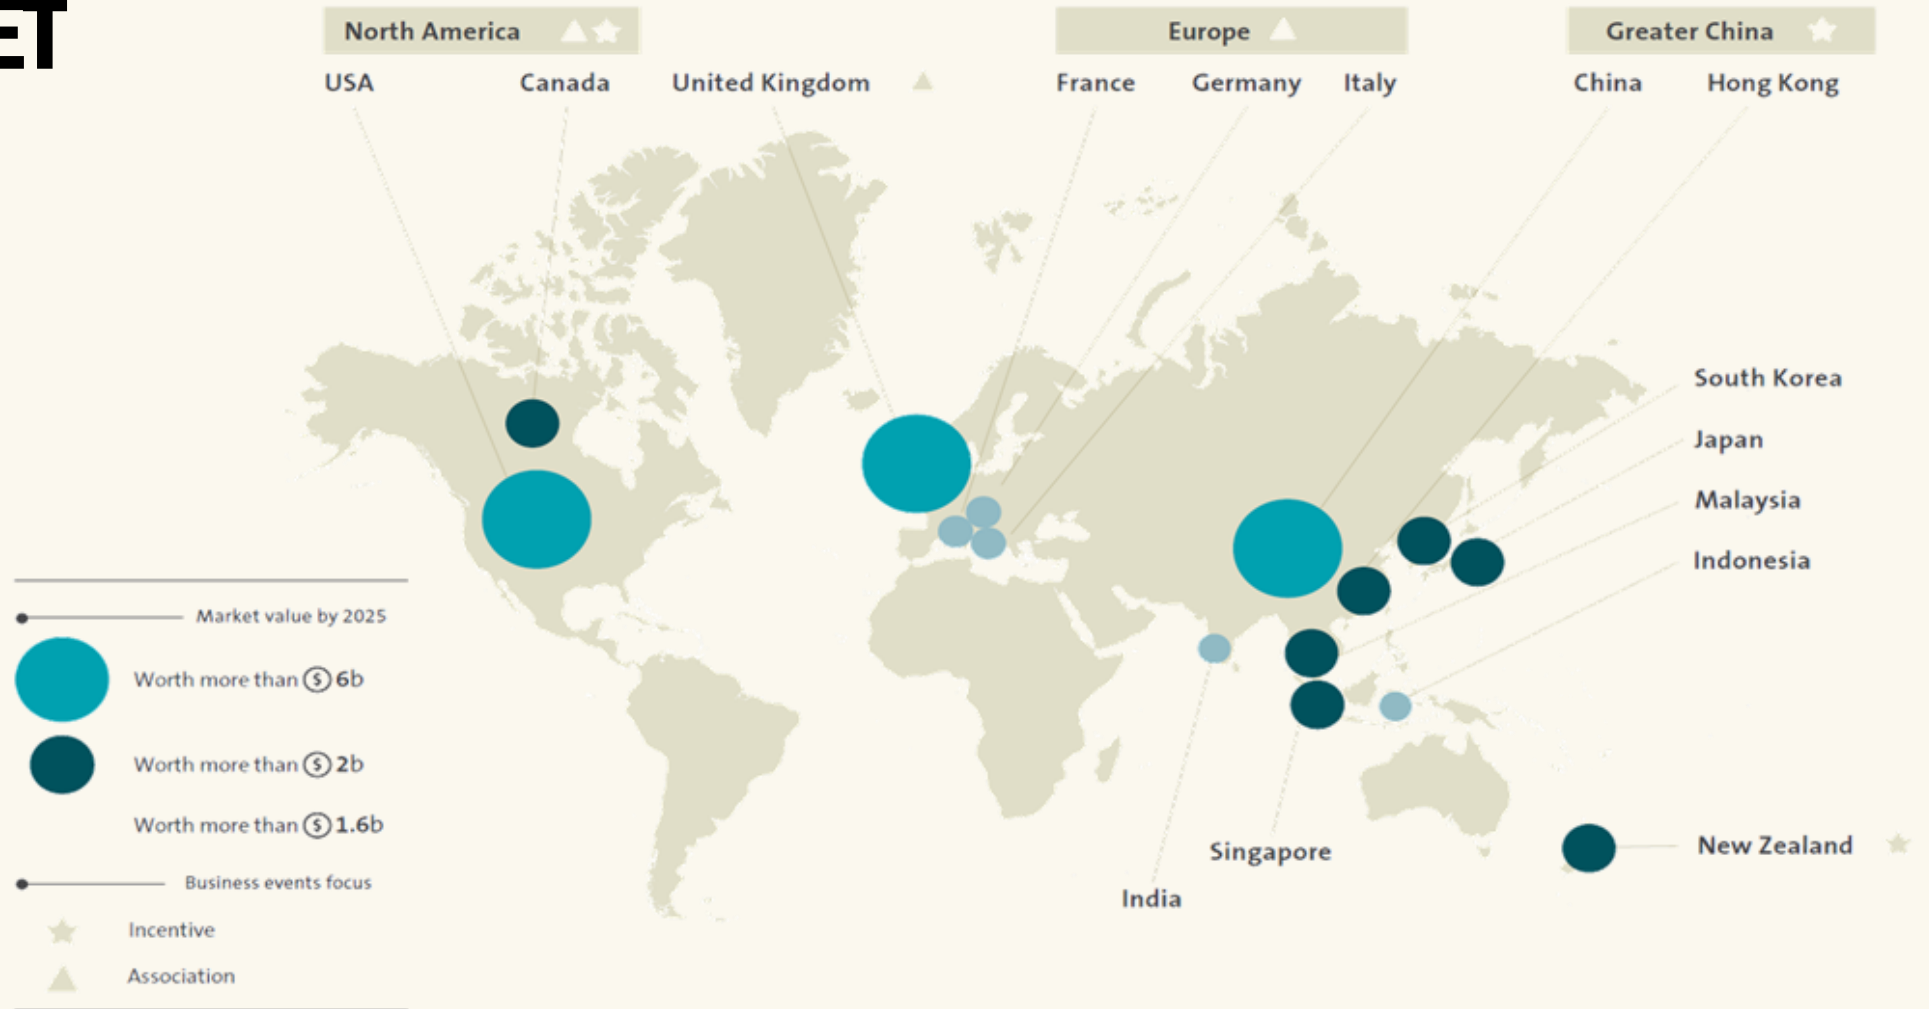 ET
North America
Europe
Greater China
USA
Canada
United Kingdom
France
Germany
Italy
China
Hong Kong
South Korea
Japan
Malaysia
Indonesia
Market value by 2025
Worth more than $ 6b
Worth more than $ 2b
Worth more than $ 1.6b
Business events focus
Incentive
Association
Singapore
India
New Zealand